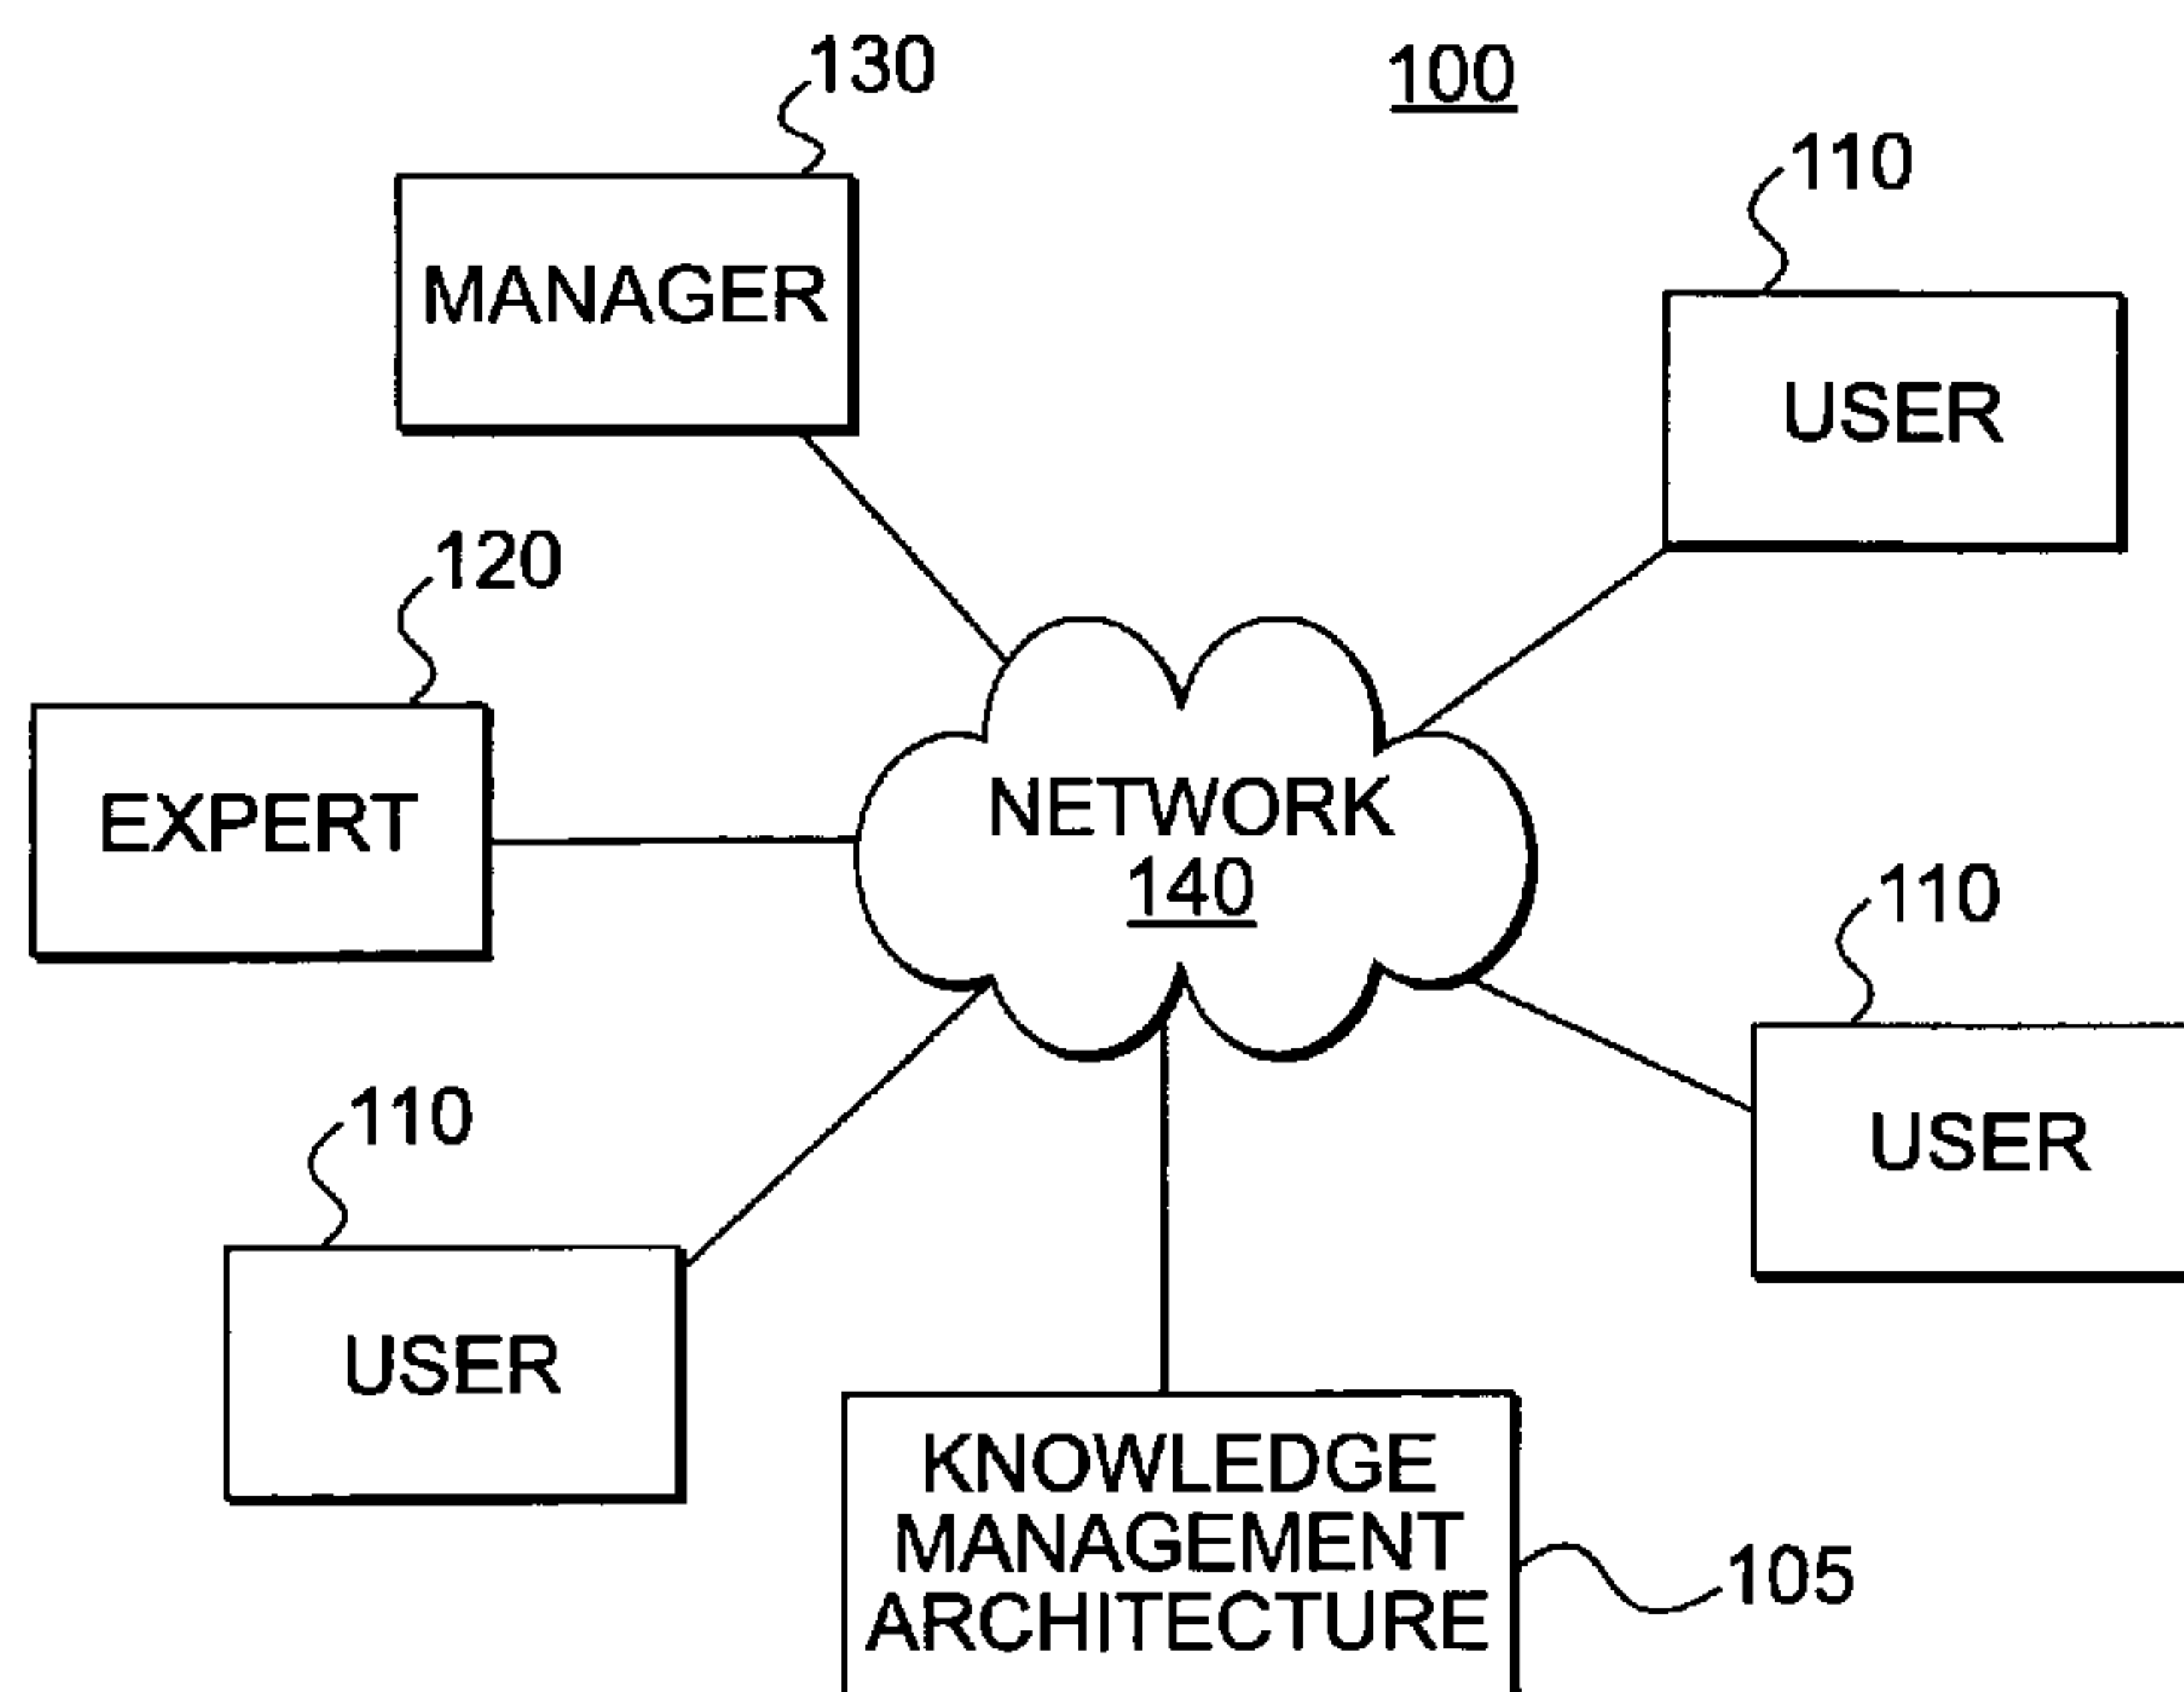 130
100
110
MANAGER
USER
120
EXPERT
NETWORK
140
110
110
USER
USER
KNOWLEDGE
MANAGEMENT
ARCHITECTURE
105